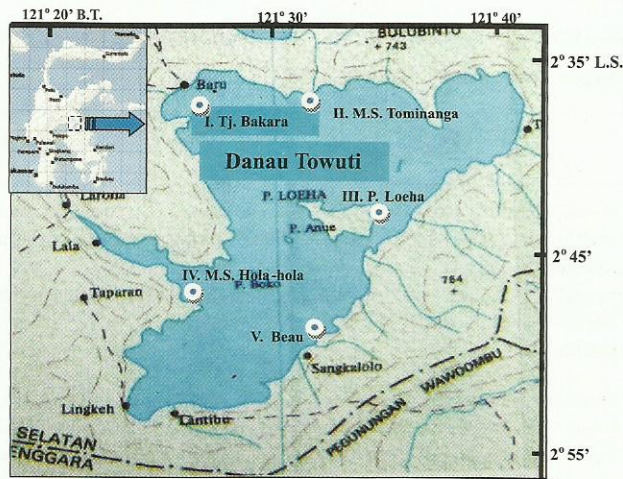 121° 20’ B.T.
121° 30’
121° 40’
BULUBINTO
+ 743
2° 35’ L.S.
Baru
I. Tj. Bakara
II. M.S. Tominanga
Danau Towuti
P. LOEHA
III. P. Loeha
Larona
P. Anue
Lala
2° 45’
IV. M.S. Hola-hola
P. Boko
Taparan
764
+
V. Beau
Sangkalolo
Lingkeh
Lantibu
PEGUNUNGAN WAWOOMBU
SELATAN
ENGGARA
2° 55’